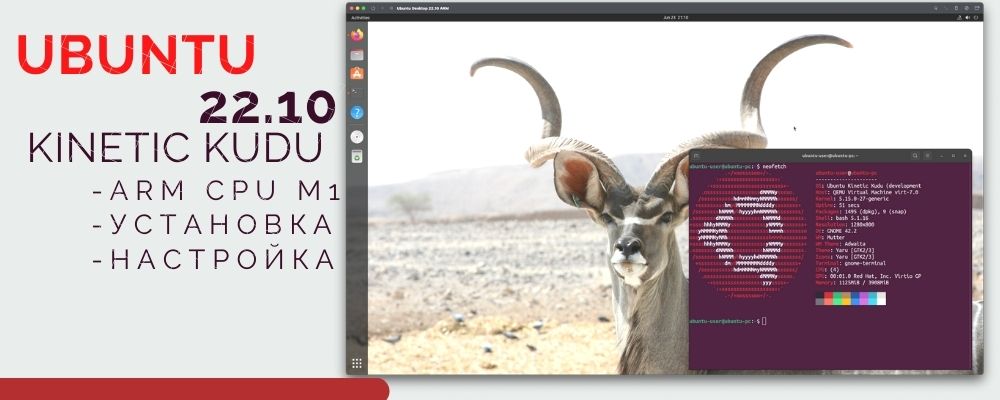 UBUNTU
22.10
KINETIC KUDU
-ARM CPU M1
-УСТАНОВКА
-НАСТРОЙКА
Ubuntu Desktop 22.10 ARM
Activities
Jun 28 21:10
ubuntu-user@ubuntu-pc: ~
ubuntu-user@ubuntu-pc:~$ neofetch
ubuntu-user@ubuntu-pc
OS: Ubuntu Kinetic Kudu (development
Host: QEMU Virtual Machine virt-7.0
Kernel: 5.15.0-27-generic
Uptime: 51 secs
Packages: 1495 (dpkg), 9 (snap)
Shell: bash 5.1.16
Resolution: 1280x800
DE: GNOME 42.2
WM: Mutter
WM Theme: Adwaita
Theme: Yaru [GTK2/3]
Icons: Yaru [GTK2/3]
Terminal: gnome-terminal
CPU: (4)
GPU: 00:01.0 Red Hat, Inc. Virtio GP
Memory: 1125MiB / 3908MiB
ubuntu-user@ubuntu-pc:~$